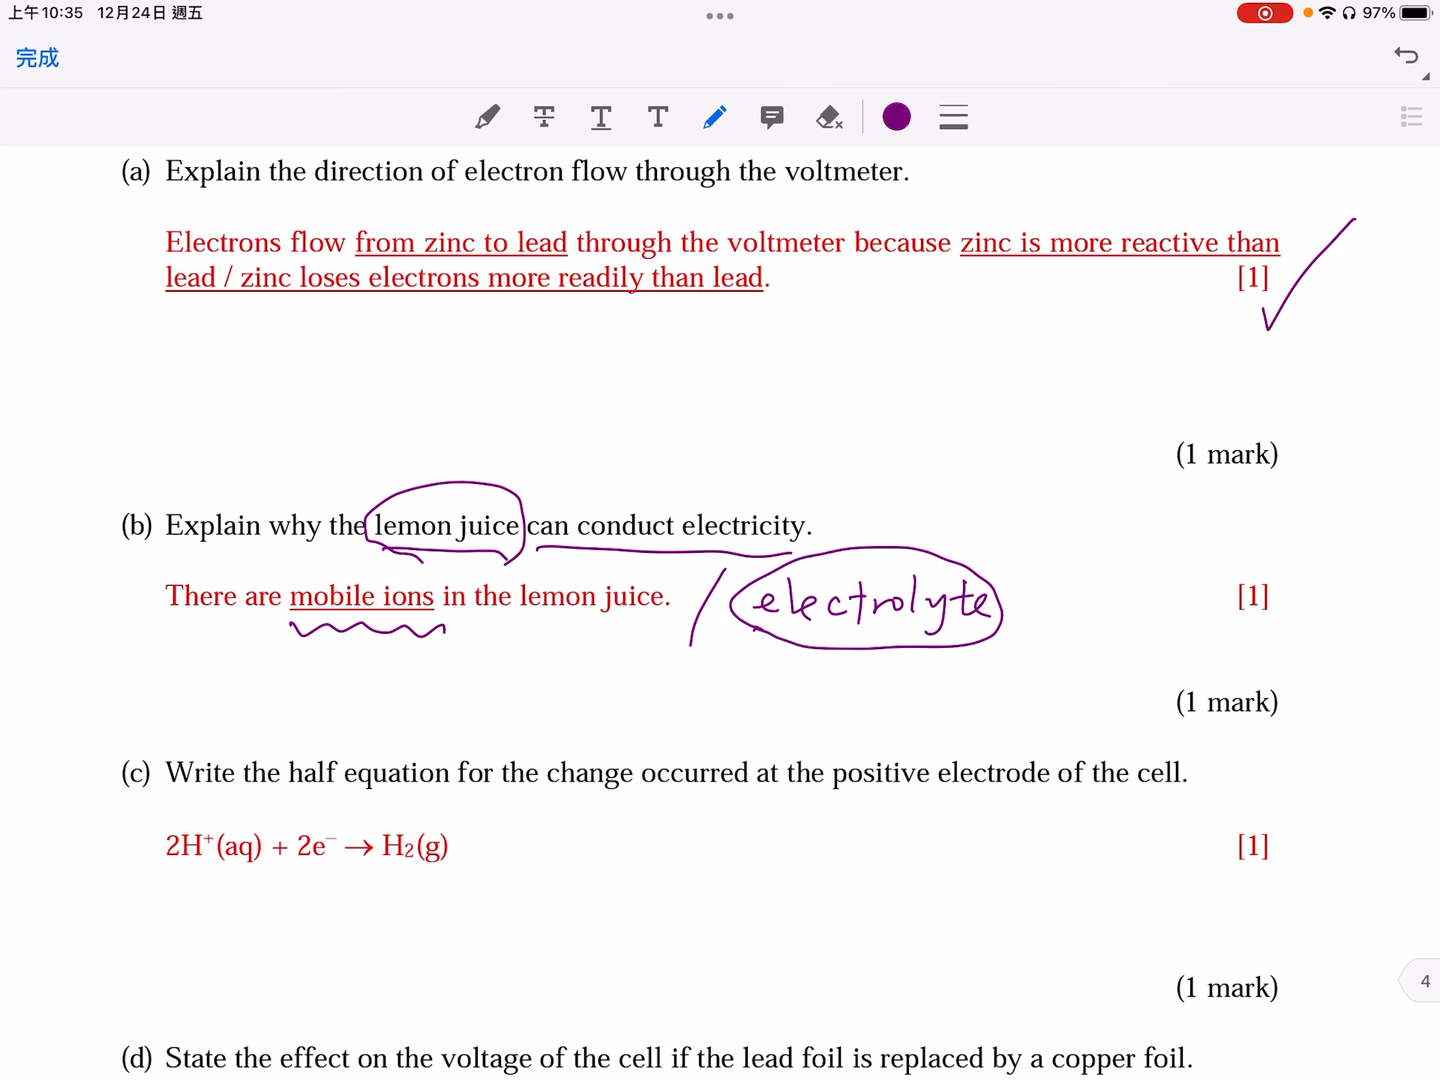 上午10:35 12月24日 週五
97%
完成
T T T
(a) Explain the direction of electron flow through the voltmeter.
Electrons flow from zinc to lead through the voltmeter because zinc is more reactive than
lead / zinc loses electrons more readily than lead. [1]
(1 mark)
(b) Explain why the lemon juice can conduct electricity.
There are mobile ions in the lemon juice. / electrolyte [1]
(1 mark)
(c) Write the half equation for the change occurred at the positive electrode of the cell.
2H⁺(aq) + 2e⁻ → H₂(g) [1]
4
(1 mark)
(d) State the effect on the voltage of the cell if the lead foil is replaced by a copper foil.